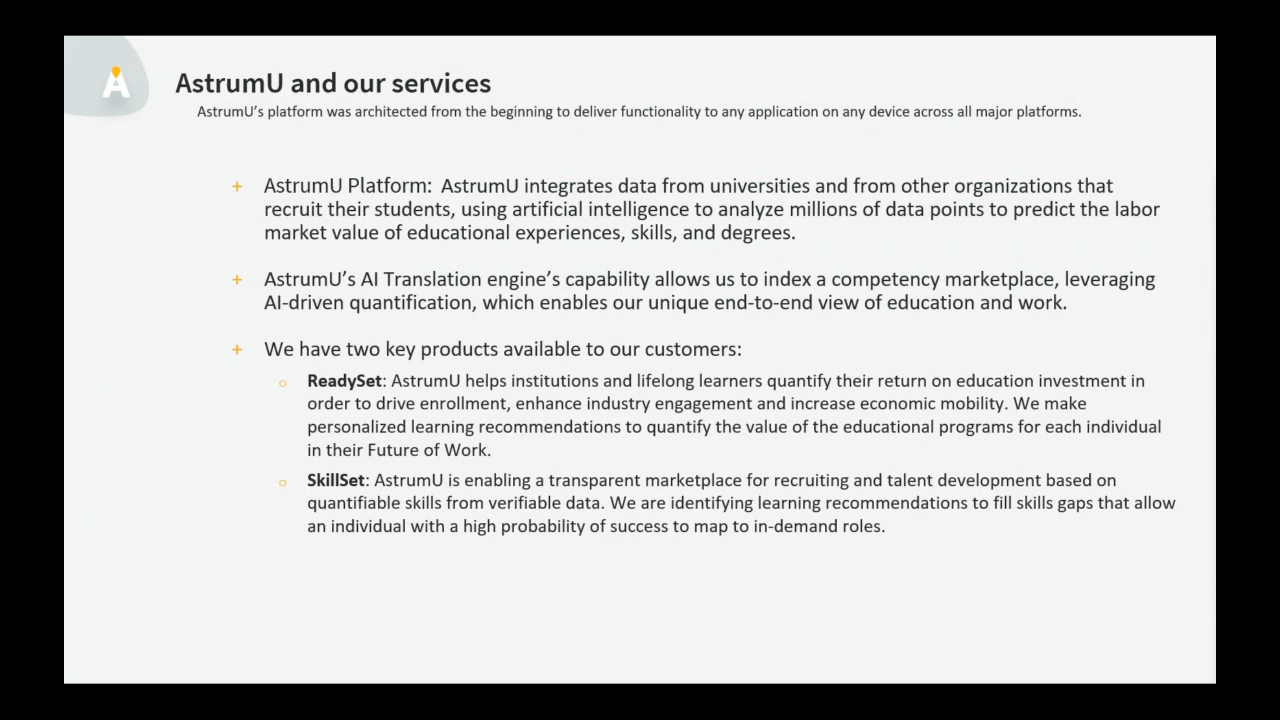 AstrumU and our services
AstrumU's platform was architected from the beginning to deliver functionality to any application on any device across all major platforms.
+ AstrumU Platform: AstrumU integrates data from universities and from other organizations that
recruit their students, using artificial intelligence to analyze millions of data points to predict the labor
market value of educational experiences, skills, and degrees.
+ AstrumU's AI Translation engine's capability allows us to index a competency marketplace, leveraging
AI-driven quantification, which enables our unique end-to-end view of education and work.
+ We have two key products available to our customers:
o ReadySet: AstrumU helps institutions and lifelong learners quantify their return on education investment in
order to drive enrollment, enhance industry engagement and increase economic mobility. We make
personalized learning recommendations to quantify the value of the educational programs for each individual
in their Future of Work.
o SkillSet: AstrumU is enabling a transparent marketplace for recruiting and talent development based on
quantifiable skills from verifiable data. We are identifying learning recommendations to fill skills gaps that allow
an individual with a high probability of success to map to in-demand roles.